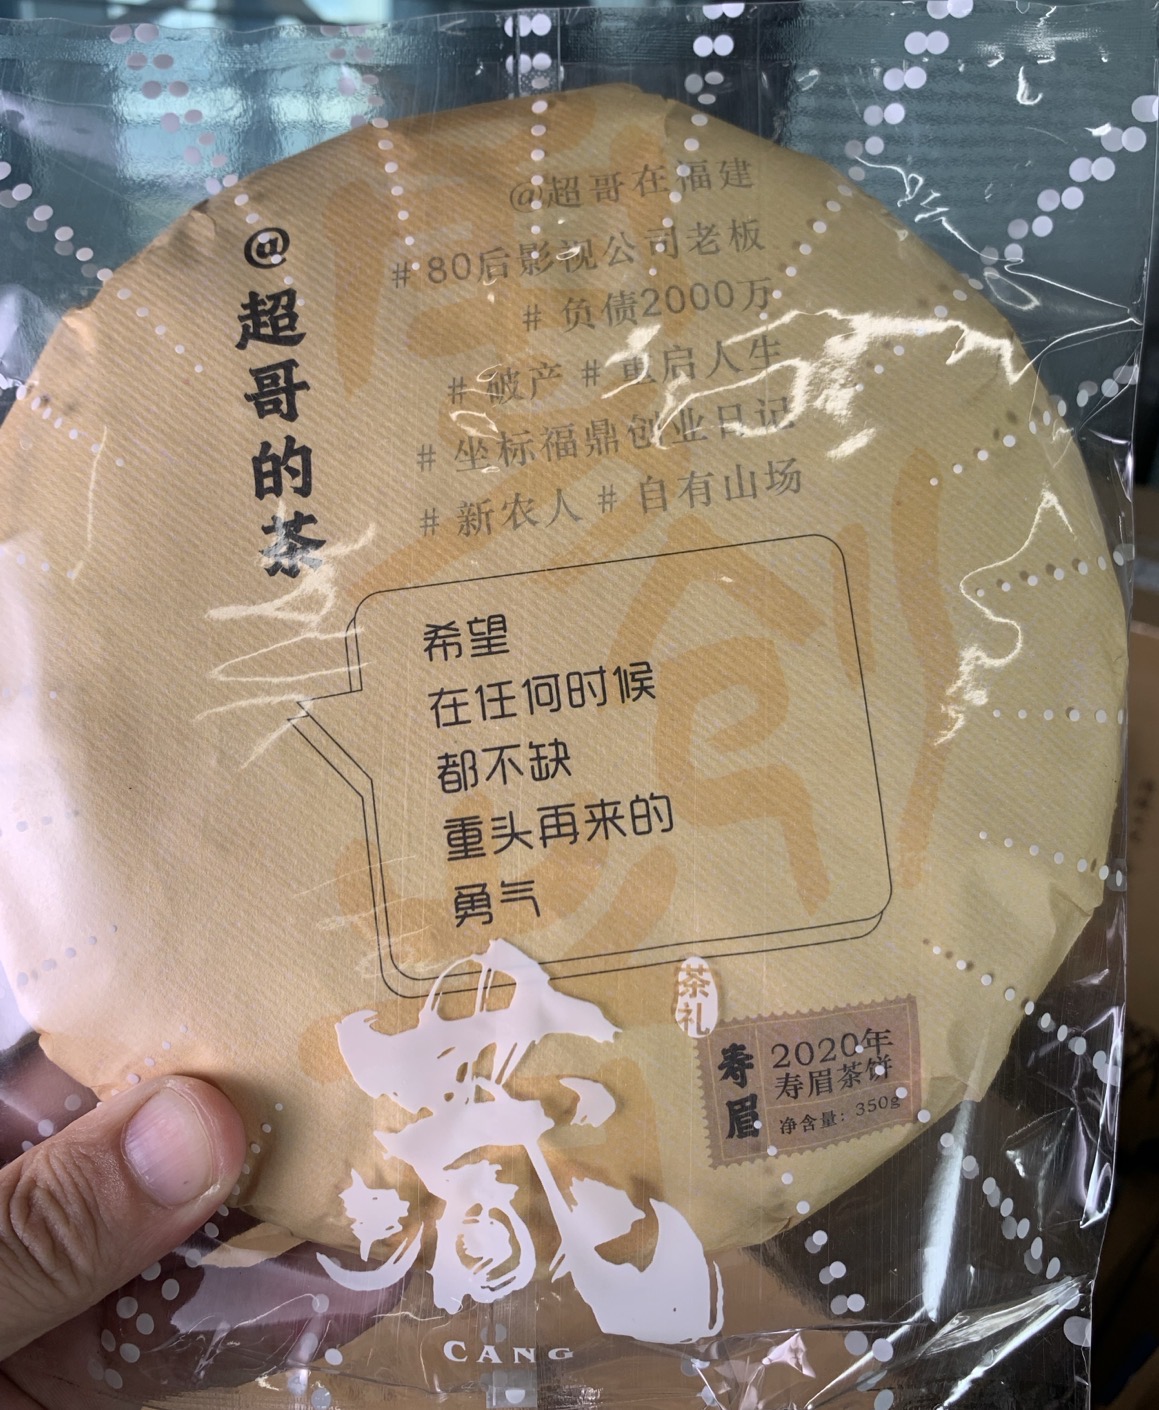 @超哥的茶
@超哥在福建
# 80后影视公司老板
# 负债2000万
# 破产 # 重启人生
# 坐标福鼎创业日记
# 新农人 # 自有山场
希望
在任何时候
都不缺
重头再来的
勇气
藏
CANG
茶礼
寿眉
2020年
寿眉茶饼
净含量：350g